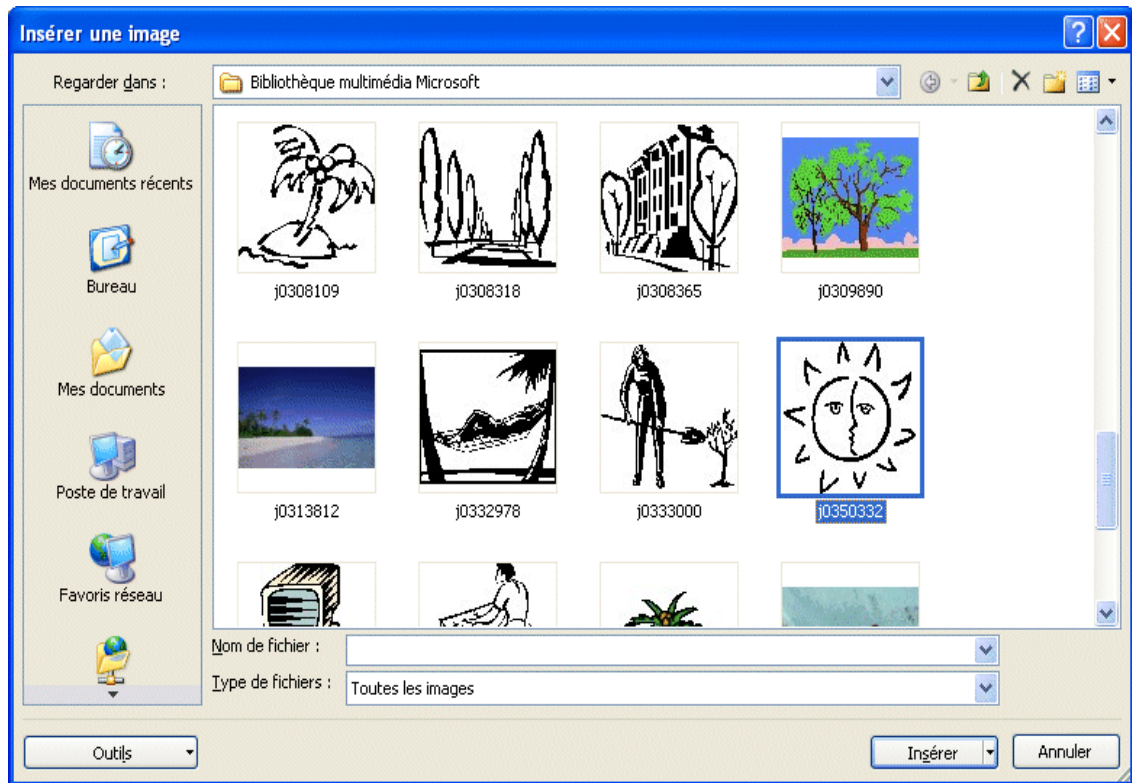 Insérer une image
Regarder dans :
Bibliothèque multimédia Microsoft
Mes documents récents
Bureau
Mes documents
Poste de travail
Favoris réseau
j0308109
j0308318
j0308365
j0309890
j0313812
j0332978
j0333000
j0350332
Nom de fichier :
Type de fichiers :
Toutes les images
Outils
Insérer
Annuler